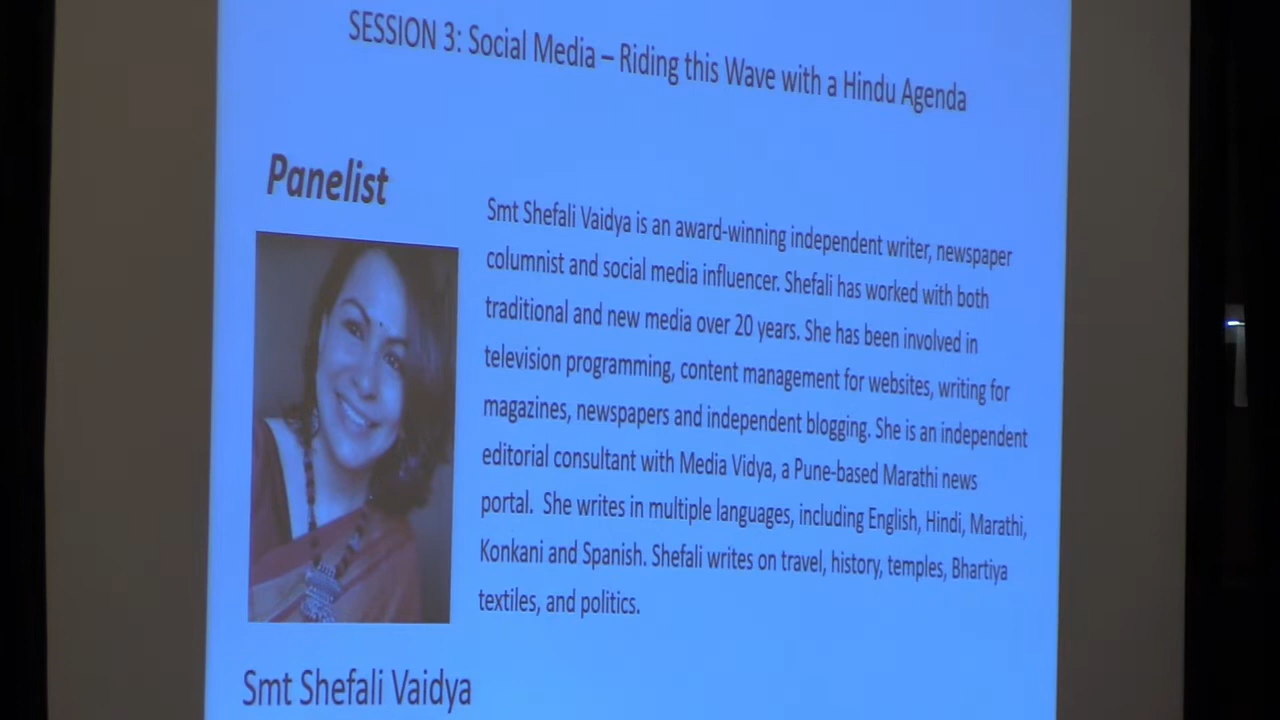 SESSION 3: Social Media – Riding this Wave with a Hindu Agenda
Panelist
Smt Shefali Vaidya is an award-winning independent writer, newspaper
columnist and social media influencer. Shefali has worked with both
traditional and new media over 20 years. She has been involved in
television programming, content management for websites, writing for
magazines, newspapers and independent blogging. She is an independent
editorial consultant with Media Vidya, a Pune-based Marathi news
portal.  She writes in multiple languages, including English, Hindi, Marathi,
Konkani and Spanish. Shefali writes on travel, history, temples, Bhartiya
textiles, and politics.
Smt Shefali Vaidya